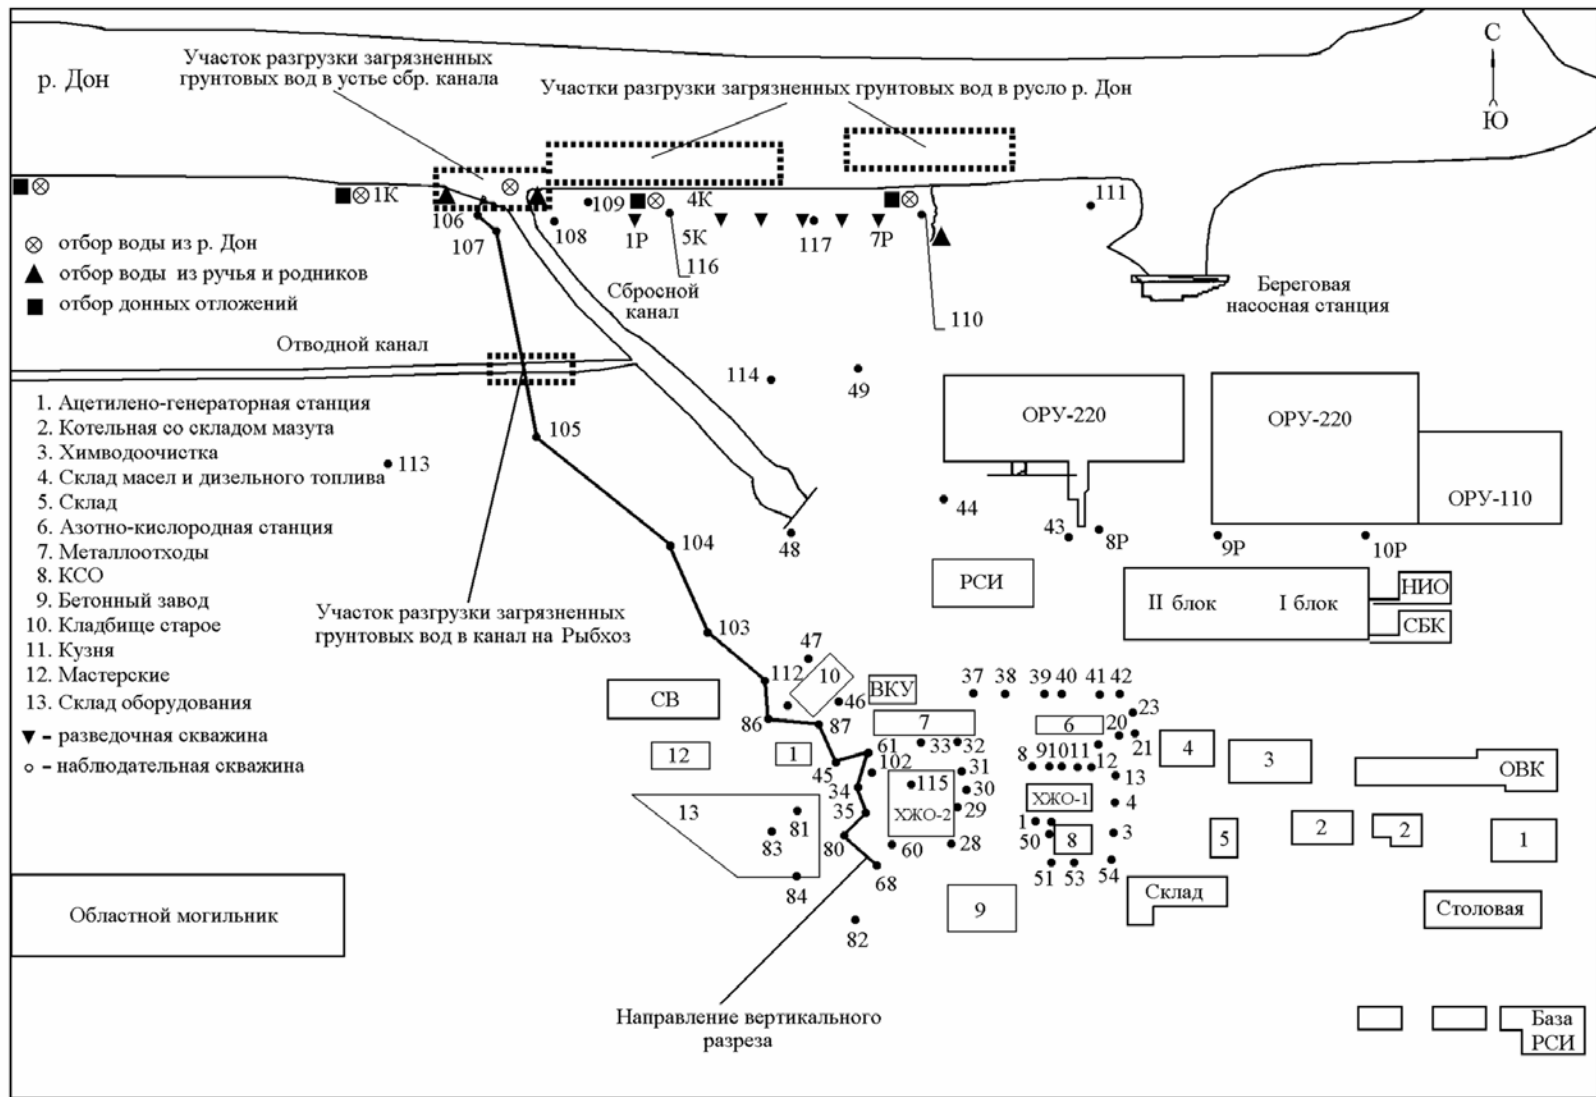 Участок разгрузки загрязненных
грунтовых вод в устье сбр. канала
р. Дон
Участки разгрузки загрязненных грунтовых вод в русло р. Дон
С
Ю
1К
4К
109
111
106
107
108
1Р
5К
117
7Р
116
110
⊗ отбор воды из р. Дон
▲ отбор воды из ручья и родников
■ отбор донных отложений
Сбросной
канал
Береговая
насосная станция
Отводной канал
114
49
1. Ацетилено-генераторная станция
2. Котельная со складом мазута
3. Химводоочистка
4. Склад масел и дизельного топлива
5. Склад
6. Азотно-кислородная станция
7. Металлоотходы
8. КСО
9. Бетонный завод
10. Кладбище старое
11. Кузня
12. Мастерские
13. Склад оборудования
▼ - разведочная скважина
○ - наблюдательная скважина
105
113
ОРУ-220
ОРУ-220
ОРУ-110
44
43
8Р
9Р
10Р
48
104
РСИ
II блок
I блок
НИО
СБК
Участок разгрузки загрязненных
грунтовых вод в канал на Рыбхоз
103
47
112
10
46
ВКУ
37
38
39
40
41
42
СВ
86
87
7
6
23
20
21
12
1
45
61
33
32
102
31
8
9
10
11
12
13
4
3
ОВК
34
115
30
ХЖО-2
29
ХЖО-1
4
35
13
81
83
80
60
28
1
50
8
3
5
2
2
1
84
68
51
53
54
9
Склад
Столовая
Областной могильник
82
Направление вертикального
разреза
База
РСИ